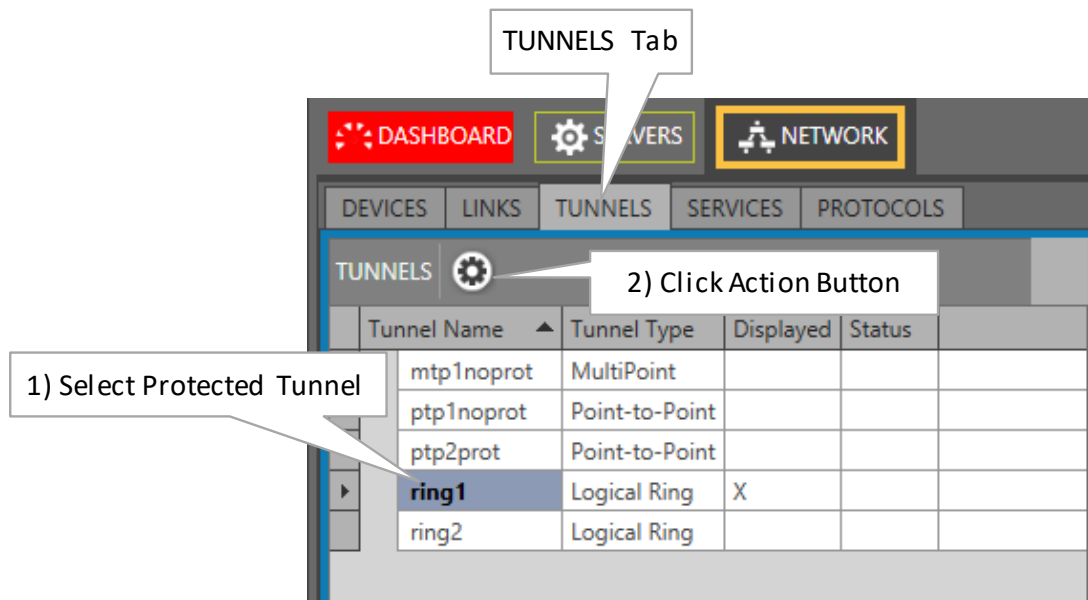 TUNNELS Tab
DASHBOARD SERVERS NETWORK
DEVICES LINKS TUNNELS SERVICES PROTOCOLS
TUNNELS
2) Click Action Button
Tunnel Name Tunnel Type Displayed Status
mtp1noprot MultiPoint
1) Select Protected Tunnel
ptp1noprot Point-to-Point
ptp2prot Point-to-Point
ring1 Logical Ring X
ring2 Logical Ring